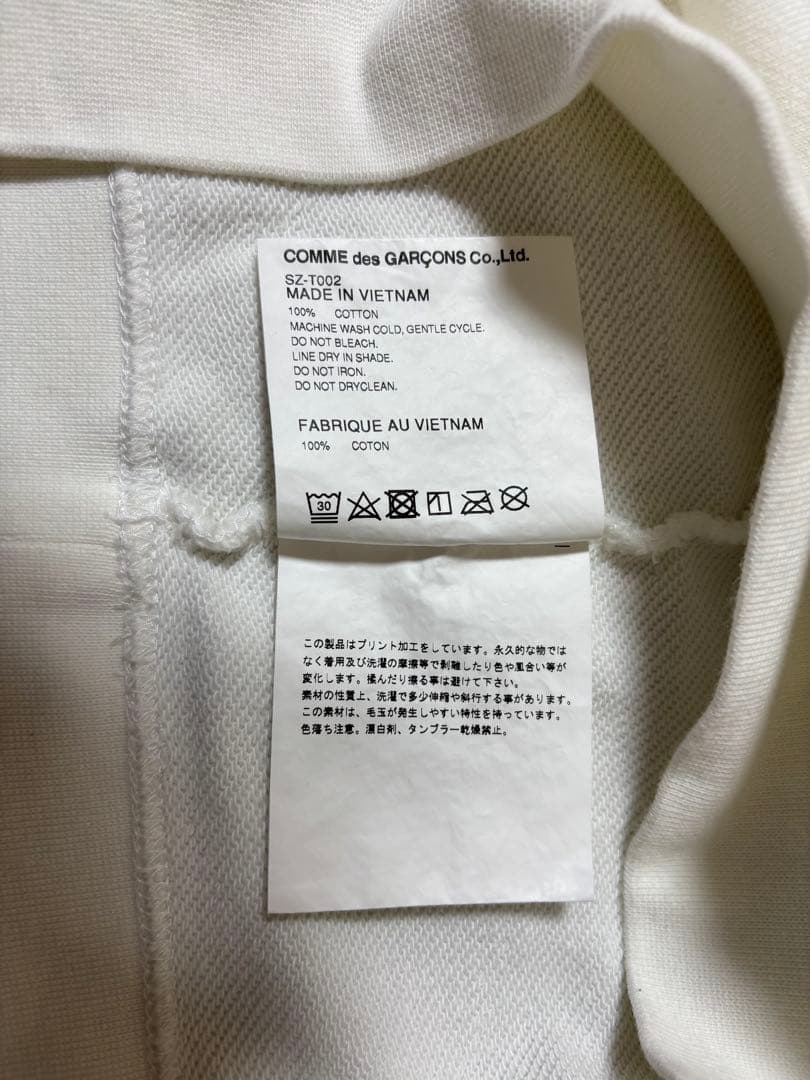 COMME des GARÇONS Co.,Ltd.
SZ-T002
MADE IN VIETNAM
100% COTTON
MACHINE WASH COLD, GENTLE CYCLE.
DO NOT BLEACH.
LINE DRY IN SHADE.
DO NOT IRON.
DO NOT DRYCLEAN.
FABRIQUE AU VIETNAM
100% COTON
30
この製品はプリント加工をしています。永久的な物では
なく着用及び洗濯の摩擦等で剥離したり色や風合い等が
変化します。揉んだり擦る事は避けて下さい。
素材の性質上、洗濯で多少伸縮や斜行する事があります。
この素材は、毛玉が発生しやすい特性を持っています。
色落ち注意。漂白剤、タンブラー乾燥禁止。